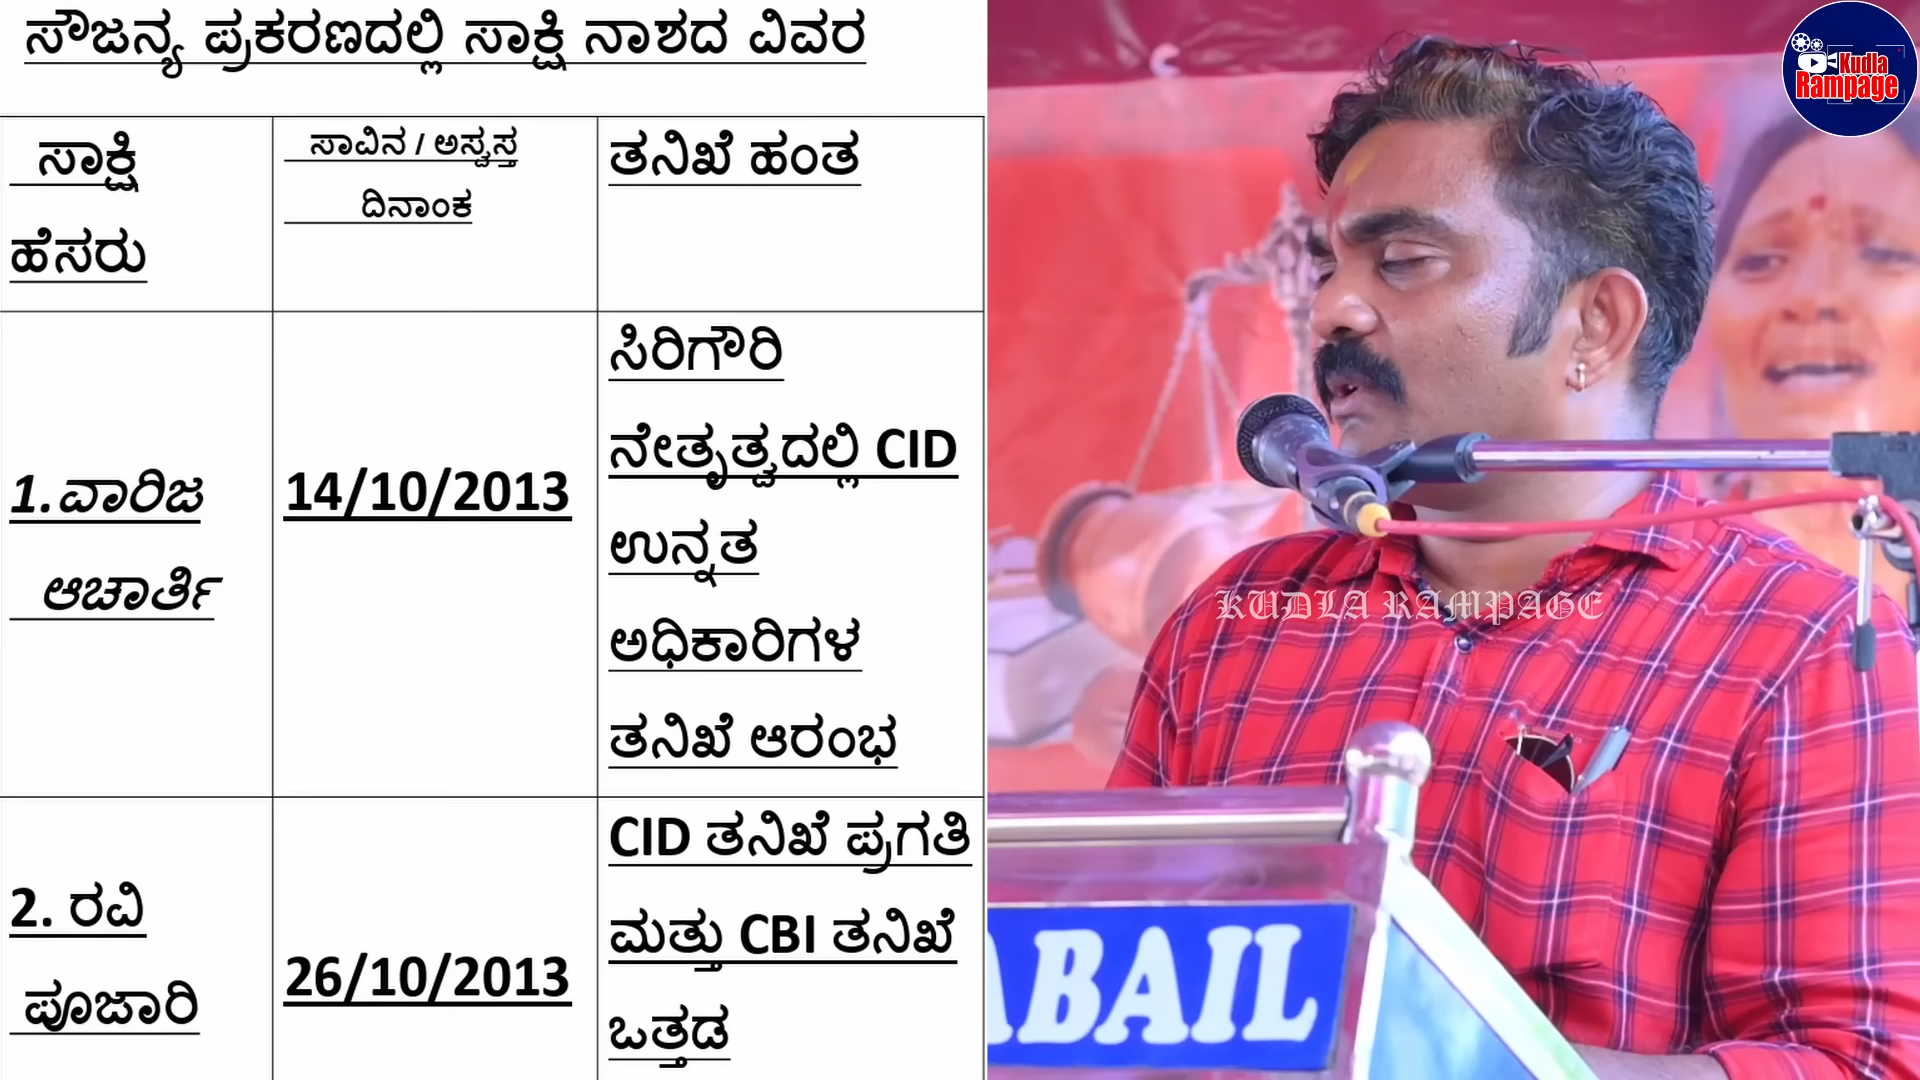 ಸೌಜನ್ಯ ಪ್ರಕರಣದಲ್ಲಿ ಸಾಕ್ಷಿ ನಾಶದ ವಿವರ
ಸಾಕ್ಷಿ
ಹೆಸರು
ಸಾವಿನ / ಅಸ್ವಸ್ತ
ದಿನಾಂಕ
ತನಿಖೆ ಹಂತ
1.ವಾರಿಜ
ಆಚಾರ್ತಿ
14/10/2013
ಸಿರಿಗೌರಿ
ನೇತೃತ್ವದಲ್ಲಿ CID
ಉನ್ನತ
ಅಧಿಕಾರಿಗಳ
ತನಿಖೆ ಆರಂಭ
2. ರವಿ
ಪೂಜಾರಿ
26/10/2013
CID ತನಿಖೆ ಪ್ರಗತಿ
ಮತ್ತು CBI ತನಿಖೆ
ಒತ್ತಡ
Kudla
Rampage
KUDLA RAMPAGE
ABAIL